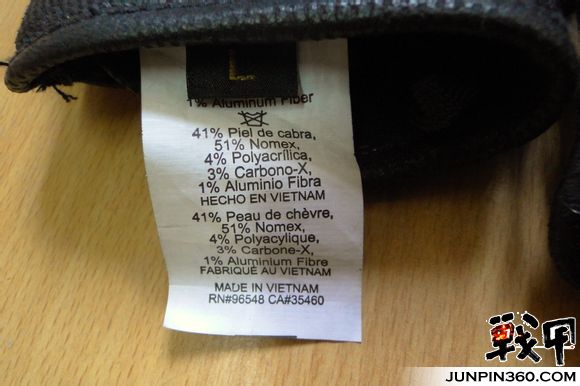 L
1% Aluminum Fiber
41% Piel de cabra,
51% Nomex,
4% Polyacrílica,
3% Carbono-X,
1% Aluminio Fibra
HECHO EN VIETNAM
41% Peau de chèvre,
51% Nomex,
4% Polyacylique,
3% Carbone-X,
1% Aluminium Fibre
FABRIQUÉ AU VIETNAM
MADE IN VIETNAM
RN#96548 CA#35460
戰甲
JUNPIN360.COM